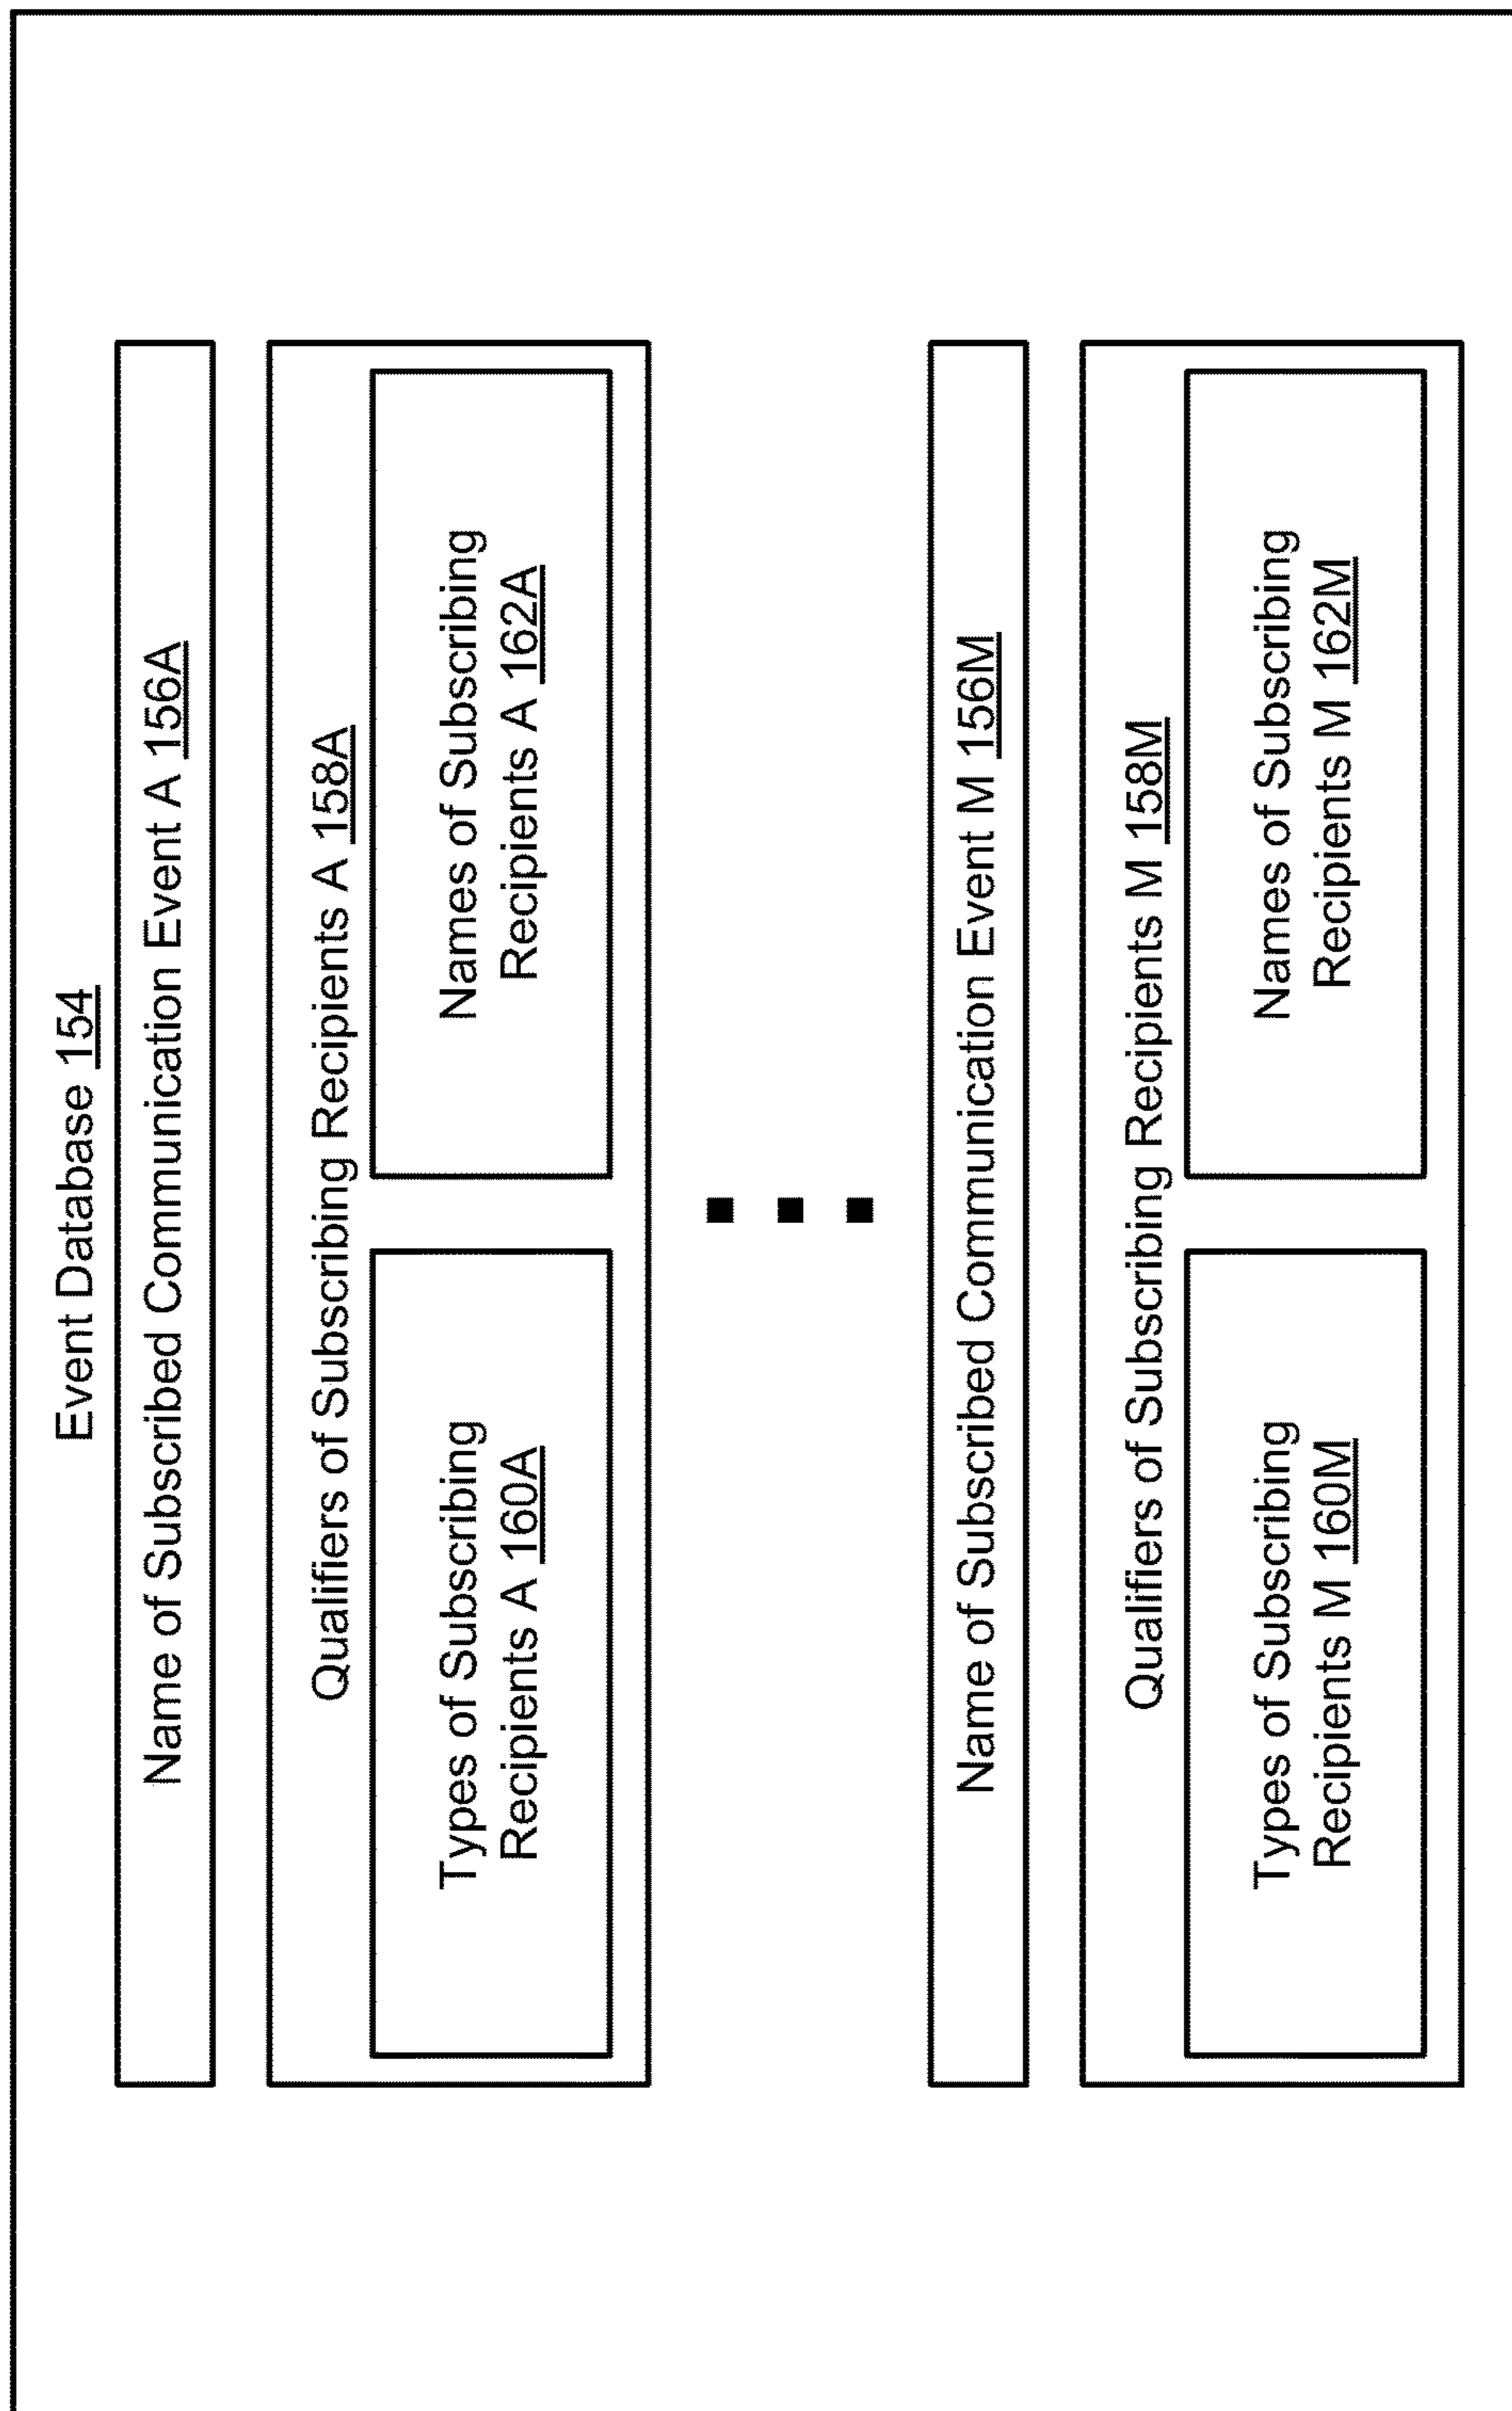 Event Database 154
Name of Subscribed Communication Event A 156A
Qualifiers of Subscribing Recipients A 158A
Types of Subscribing
Recipients A 160A
Names of Subscribing
Recipients A 162A
Name of Subscribed Communication Event M 156M
Qualifiers of Subscribing Recipients M 158M
Types of Subscribing
Recipients M 160M
Names of Subscribing
Recipients M 162M